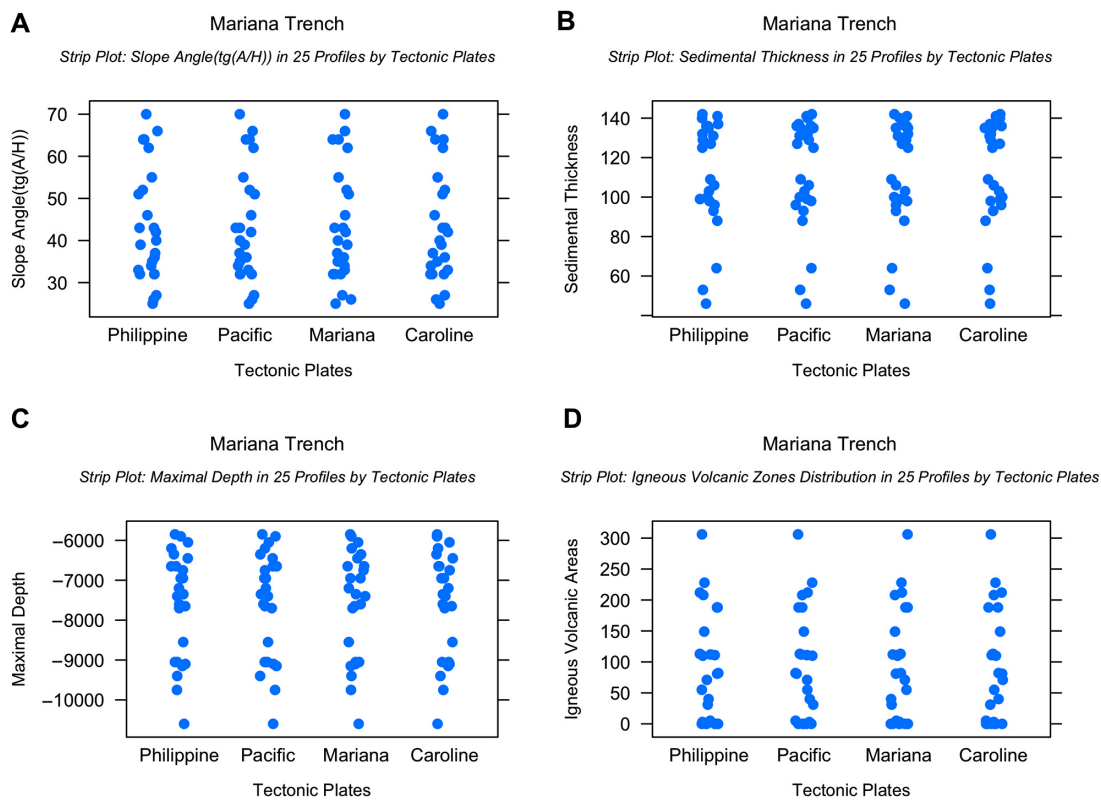 A
Mariana Trench
Strip Plot: Slope Angle(tg(A/H)) in 25 Profiles by Tectonic Plates
Slope Angle(tg(A/H))
70
60
50
40
30
Philippine Pacific Mariana Caroline
Tectonic Plates
B
Mariana Trench
Strip Plot: Sedimental Thickness in 25 Profiles by Tectonic Plates
Sedimental Thickness
140
120
100
80
60
Philippine Pacific Mariana Caroline
Tectonic Plates
C
Mariana Trench
Strip Plot: Maximal Depth in 25 Profiles by Tectonic Plates
Maximal Depth
−6000
−7000
−8000
−9000
−10000
Philippine Pacific Mariana Caroline
Tectonic Plates
D
Mariana Trench
Strip Plot: Igneous Volcanic Zones Distribution in 25 Profiles by Tectonic Plates
Igneous Volcanic Areas
300
250
200
150
100
50
0
Philippine Pacific Mariana Caroline
Tectonic Plates